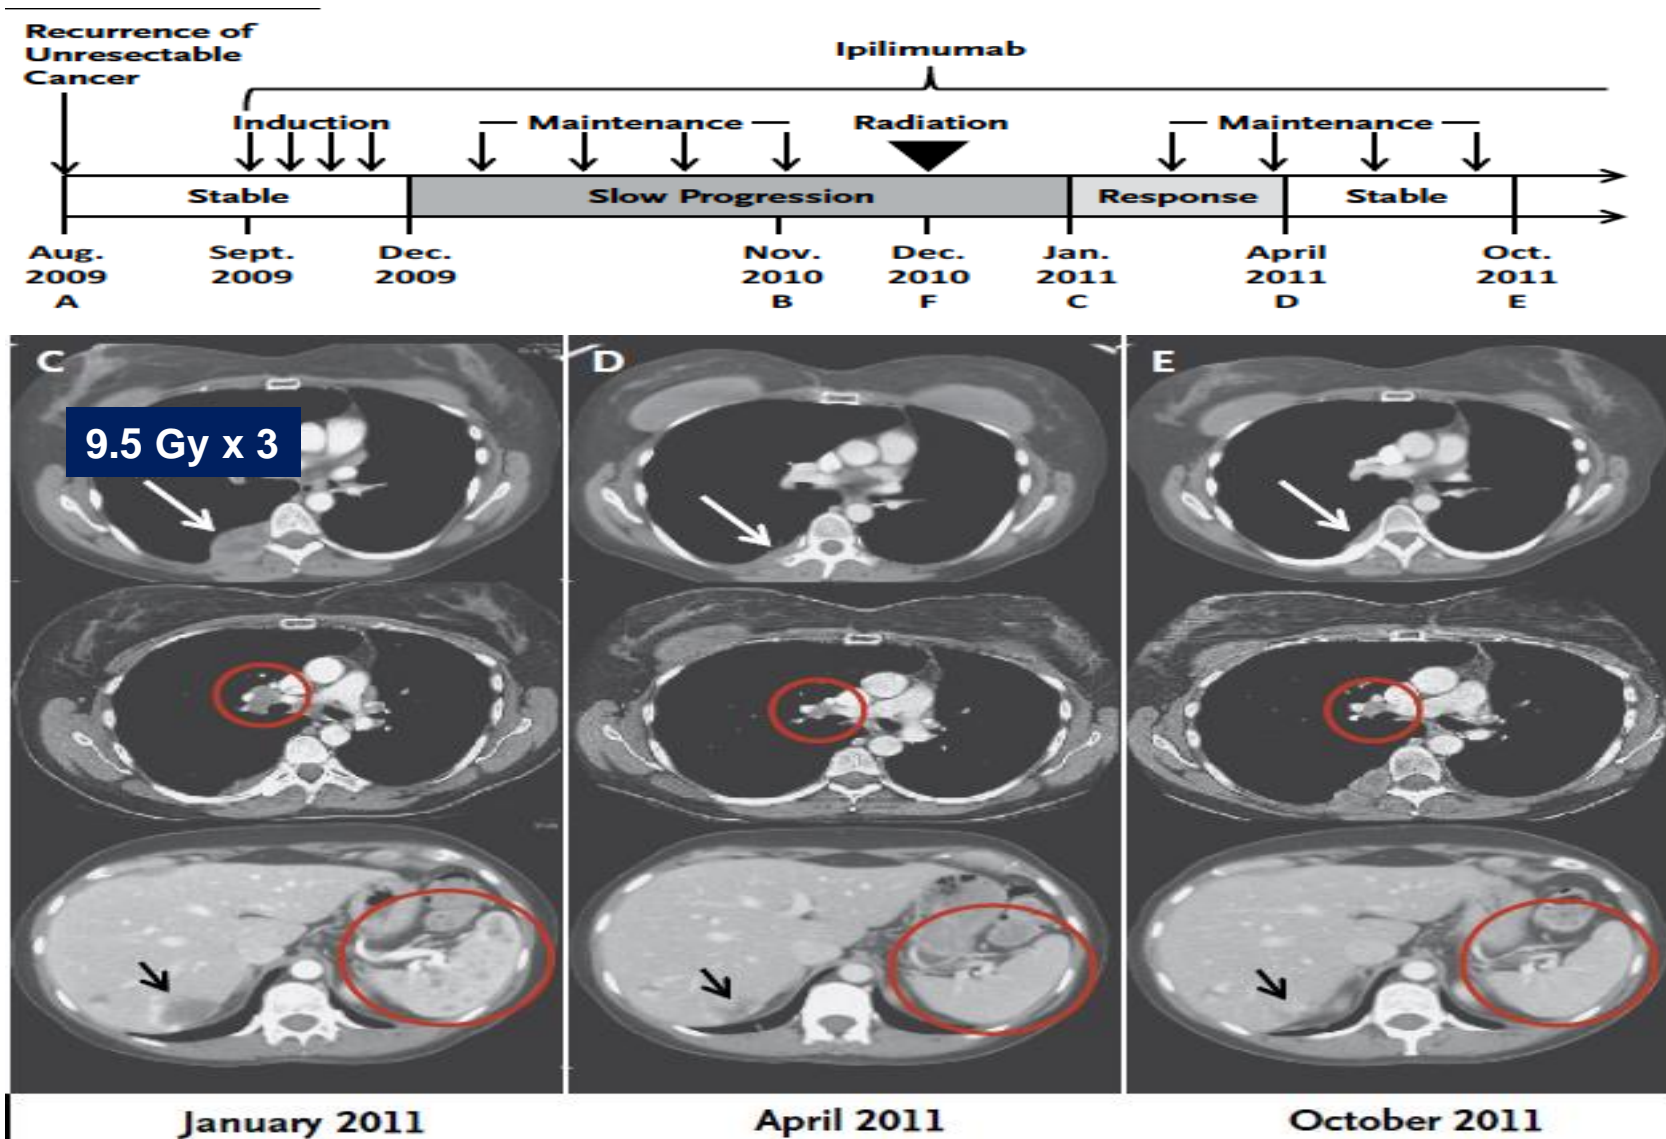 Recurrence of
Unresectable
Cancer
Ipilimumab
Induction
Maintenance
Radiation
Maintenance
Stable
Slow Progression
Response
Stable
Aug.
2009
A
Sept.
2009
Dec.
2009
Nov.
2010
B
Dec.
2010
F
Jan.
2011
C
April
2011
D
Oct.
2011
E
C
D
E
9.5 Gy x 3
January 2011
April 2011
October 2011